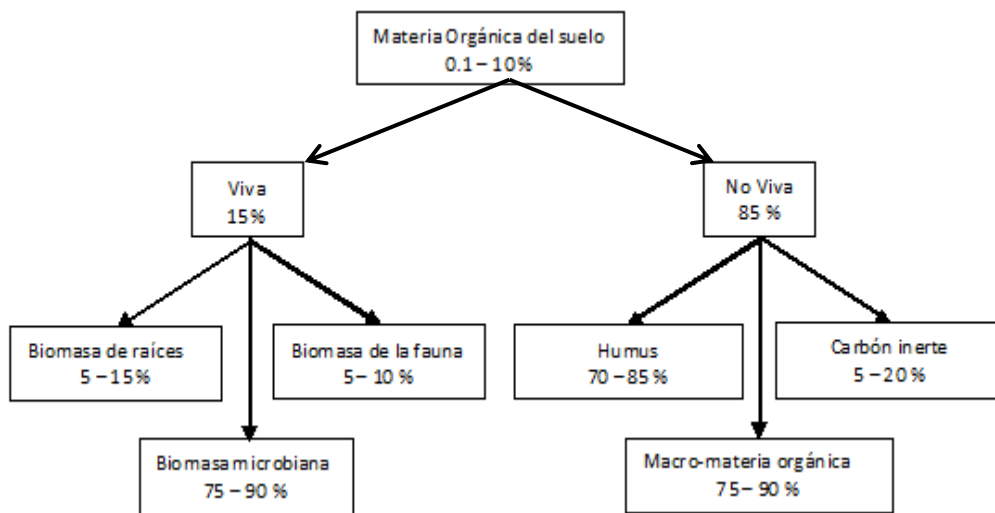 Materia Orgánica del suelo
0.1 – 10%
Viva
15%
No Viva
85 %
Biomasa de raíces
5 – 15%
Biomasa de la fauna
5 – 10 %
Humus
70 – 85 %
Carbón inerte
5 – 20 %
Biomasa microbiana
75 – 90 %
Macro-materia orgánica
75 – 90 %